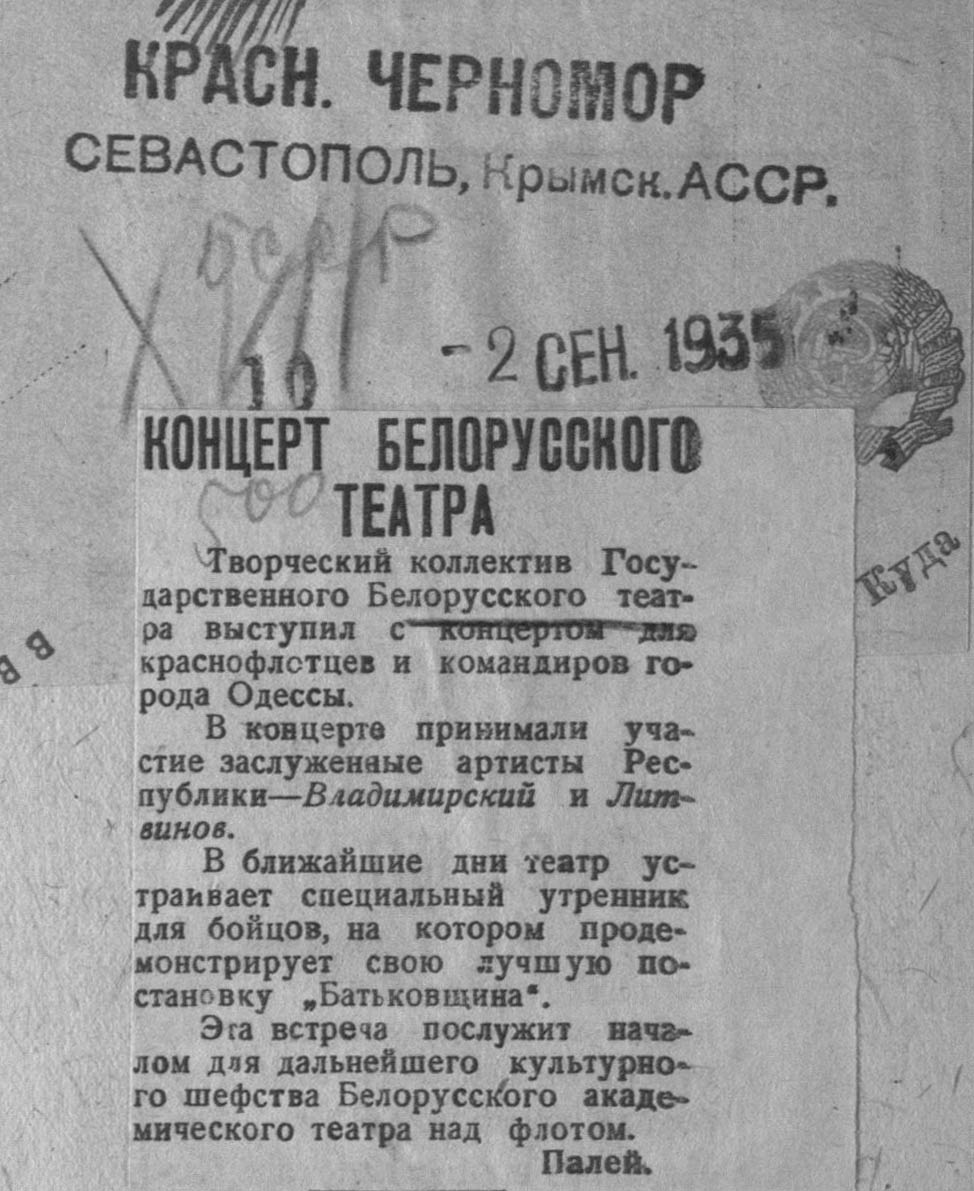 КРАСН. ЧЕРНОМОР
СЕВАСТОПОЛЬ, Крымск. АССР.
БССР
10
-2 СЕН. 1935
КОНЦЕРТ БЕЛОРУССКОГО
500
ТЕАТРА
Творческий коллектив Госу-
дарственного Белорусского теат-
ра выступил с концертом для
краснофлотцев и командиров го-
рода Одессы.
В концерте принимали уча-
стие заслуженные артисты Рес-
публики—Владимирский и Лит-
винов.
В ближайшие дни театр ус-
траивает специальный утренник
для бойцов, на котором проде-
монстрирует свою лучшую по-
становку „Батьковщина“.
Эта встреча послужит нача-
лом для дальнейшего культурно-
го шефства Белорусского акаде-
мического театра над флотом.
Палей.
Куда